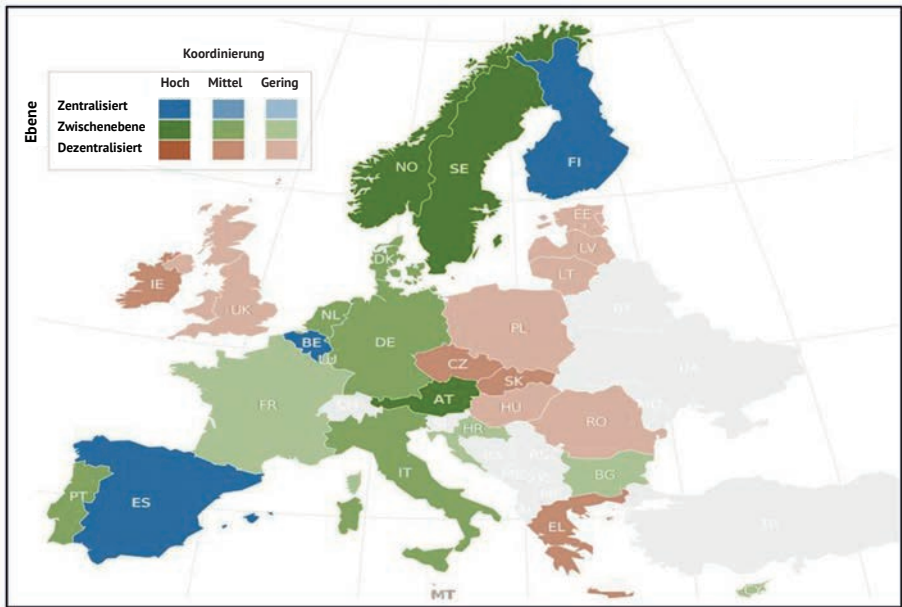 Koordinierung
Hoch Mittel Gering
Ebene
Zentralisiert
Zwischenebene
Dezentralisiert
NO
SE
FI
EE
LV
LT
DK
IE
UK
NL
BE
LU
DE
PL
CZ
SK
FR
AT
HU
HR
RO
BG
PT
ES
IT
EL
MT